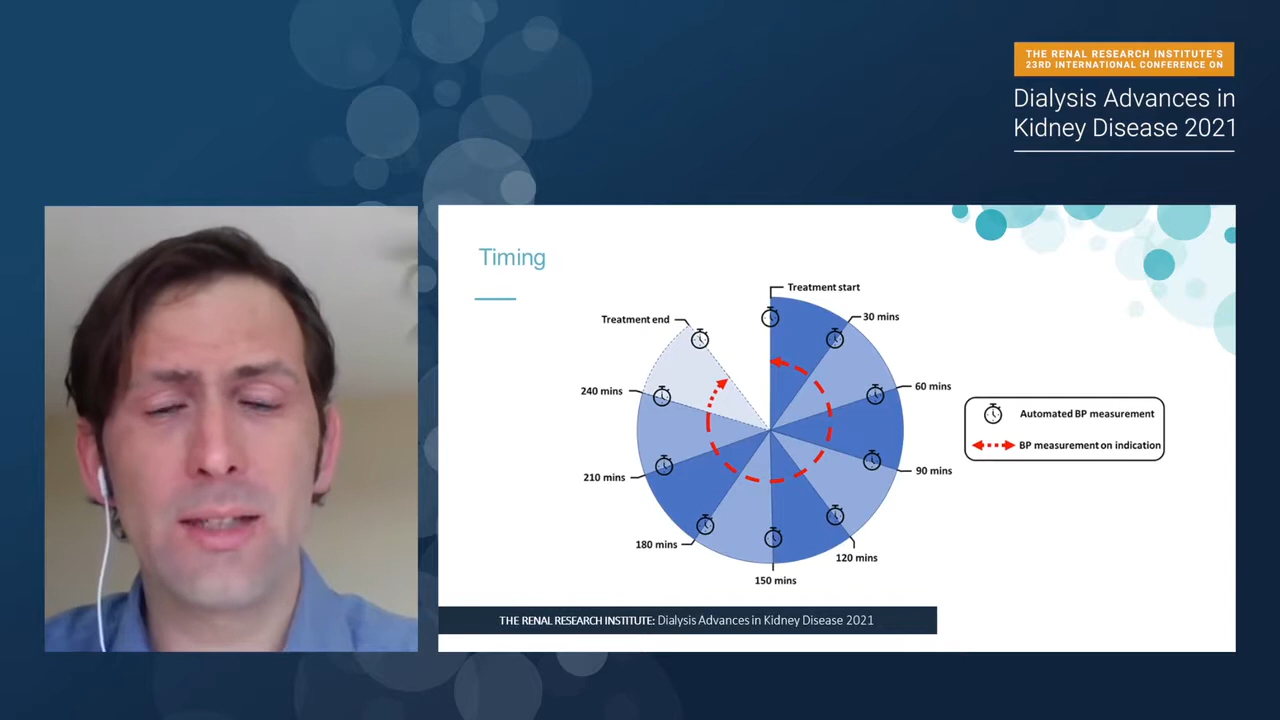 THE RENAL RESEARCH INSTITUTE'S
23RD INTERNATIONAL CONFERENCE ON
Dialysis Advances in
Kidney Disease 2021
Timing
Treatment start
Treatment end
30 mins
60 mins
240 mins
Automated BP measurement
BP measurement on indication
90 mins
210 mins
180 mins
120 mins
150 mins
THE RENAL RESEARCH INSTITUTE: Dialysis Advances in Kidney Disease 2021